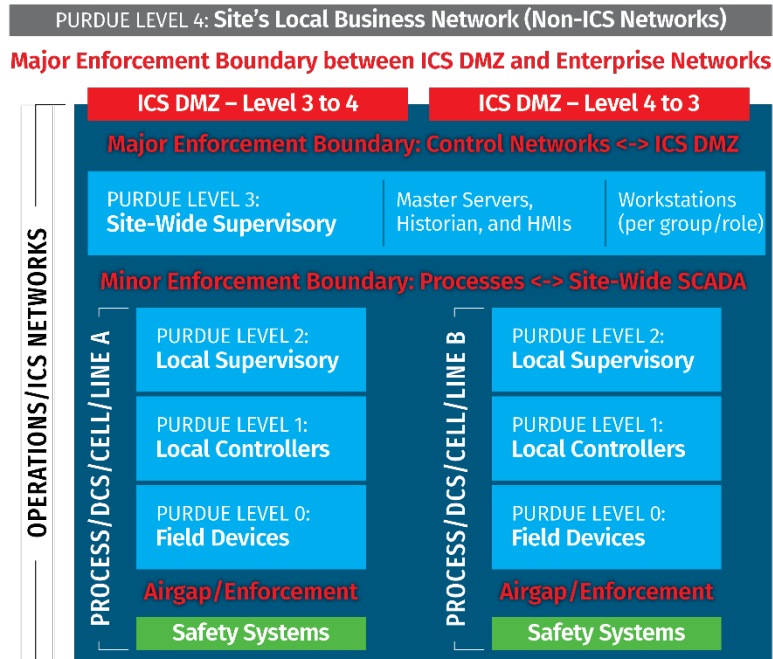 PURDUE LEVEL 4: Site's Local Business Network (Non-ICS Networks)
Major Enforcement Boundary between ICS DMZ and Enterprise Networks
ICS DMZ – Level 3 to 4
ICS DMZ – Level 4 to 3
Major Enforcement Boundary: Control Networks <-> ICS DMZ
PURDUE LEVEL 3:
Site-Wide Supervisory
Master Servers,
Historian, and HMIs
Workstations
(per group/role)
Minor Enforcement Boundary: Processes <-> Site-Wide SCADA
OPERATIONS/ICS NETWORKS
PROCESS/DCS/CELL/LINE A
PURDUE LEVEL 2:
Local Supervisory
PURDUE LEVEL 1:
Local Controllers
PURDUE LEVEL 0:
Field Devices
Airgap/Enforcement
Safety Systems
PROCESS/DCS/CELL/LINE B
PURDUE LEVEL 2:
Local Supervisory
PURDUE LEVEL 1:
Local Controllers
PURDUE LEVEL 0:
Field Devices
Airgap/Enforcement
Safety Systems